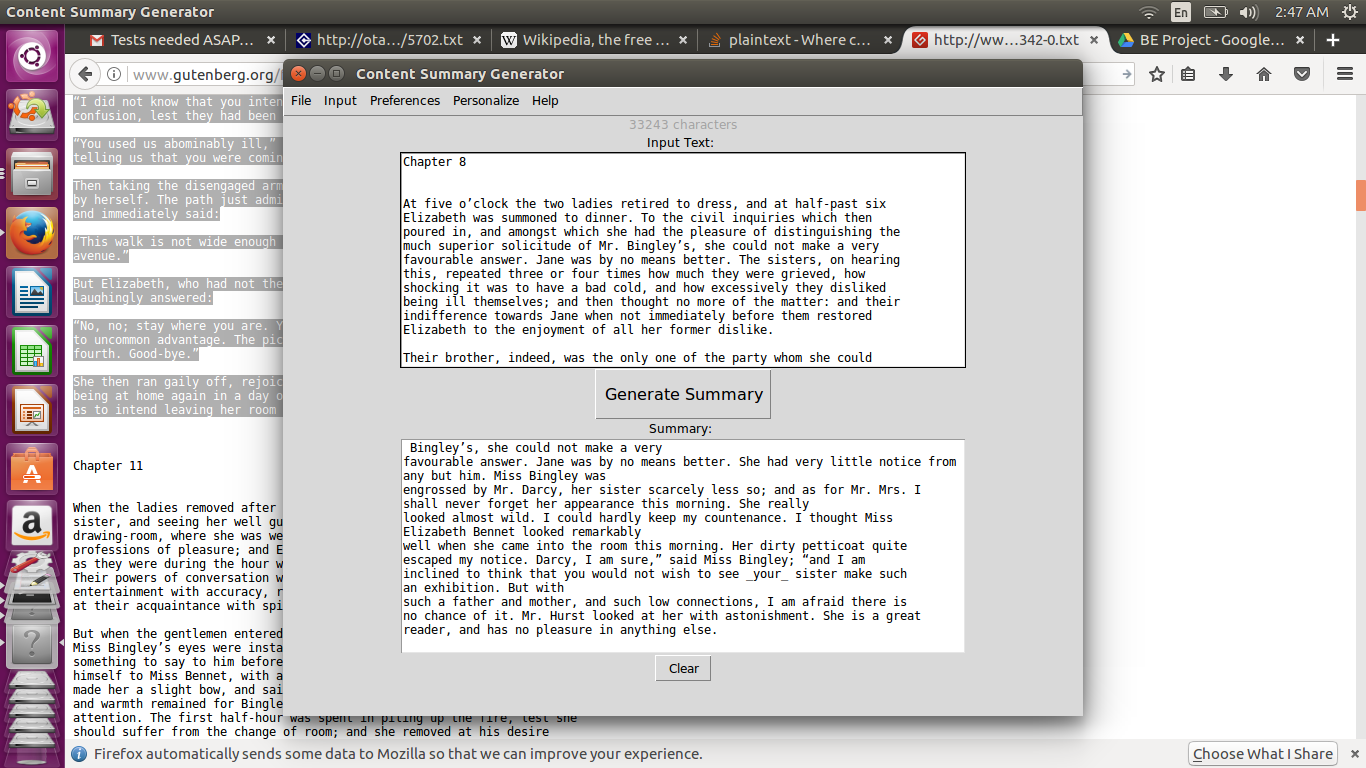 Content Summary Generator
En
2:47 AM
Tests needed ASAP...
http://ota.../5702.txt
Wikipedia, the free ...
plaintext - Where c...
http://ww...342-0.txt
BE Project - Google...
www.gutenberg.org/
“I did not know that you inten
confusion, lest they had been
“You used us abominably ill,”
telling us that you were comin
Then taking the disengaged arm
by herself. The path just admi
and immediately said:
“This walk is not wide enough
avenue.”
But Elizabeth, who had not the
laughingly answered:
“No, no; stay where you are. Y
to uncommon advantage. The pic
fourth. Good-bye.”
She then ran gaily off, rejoic
being at home again in a day o
as to intend leaving her room
Chapter 11
When the ladies removed after
sister, and seeing her well gu
drawing-room, where she was we
professions of pleasure; and E
as they were during the hour w
Their powers of conversation w
entertainment with accuracy, r
at their acquaintance with spi
But when the gentlemen entered
Miss Bingley’s eyes were insta
something to say to him before
himself to Miss Bennet, with a
made her a slight bow, and sai
and warmth remained for Bingle
attention. The first half-hour was spent in piling up the fire, lest she
should suffer from the change of room; and she removed at his desire
Content Summary Generator
File Input Preferences Personalize Help
33243 characters
Input Text:
Chapter 8
At five o’clock the two ladies retired to dress, and at half-past six
Elizabeth was summoned to dinner. To the civil inquiries which then
poured in, and amongst which she had the pleasure of distinguishing the
much superior solicitude of Mr. Bingley’s, she could not make a very
favourable answer. Jane was by no means better. The sisters, on hearing
this, repeated three or four times how much they were grieved, how
shocking it was to have a bad cold, and how excessively they disliked
being ill themselves; and then thought no more of the matter: and their
indifference towards Jane when not immediately before them restored
Elizabeth to the enjoyment of all her former dislike.
Their brother, indeed, was the only one of the party whom she could
Generate Summary
Summary:
Bingley’s, she could not make a very
favourable answer. Jane was by no means better. She had very little notice from
any but him. Miss Bingley was
engrossed by Mr. Darcy, her sister scarcely less so; and as for Mr. Mrs. I
shall never forget her appearance this morning. She really
looked almost wild. I could hardly keep my countenance. I thought Miss
Elizabeth Bennet looked remarkably
well when she came into the room this morning. Her dirty petticoat quite
escaped my notice. Darcy, I am sure,” said Miss Bingley; “and I am
inclined to think that you would not wish to see _your_ sister make such
an exhibition. But with
such a father and mother, and such low connections, I am afraid there is
no chance of it. Mr. Hurst looked at her with astonishment. She is a great
reader, and has no pleasure in anything else.
Clear
Firefox automatically sends some data to Mozilla so that we can improve your experience.
Choose What I Share